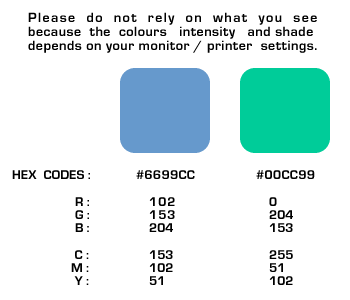 Please do not rely on what you see
because the colours intensity and shade
depends on your monitor / printer settings.
HEX CODES: #6699CC #00CC99
R: 102 0
G: 153 204
B: 204 153
C: 153 255
M: 102 51
Y: 51 102